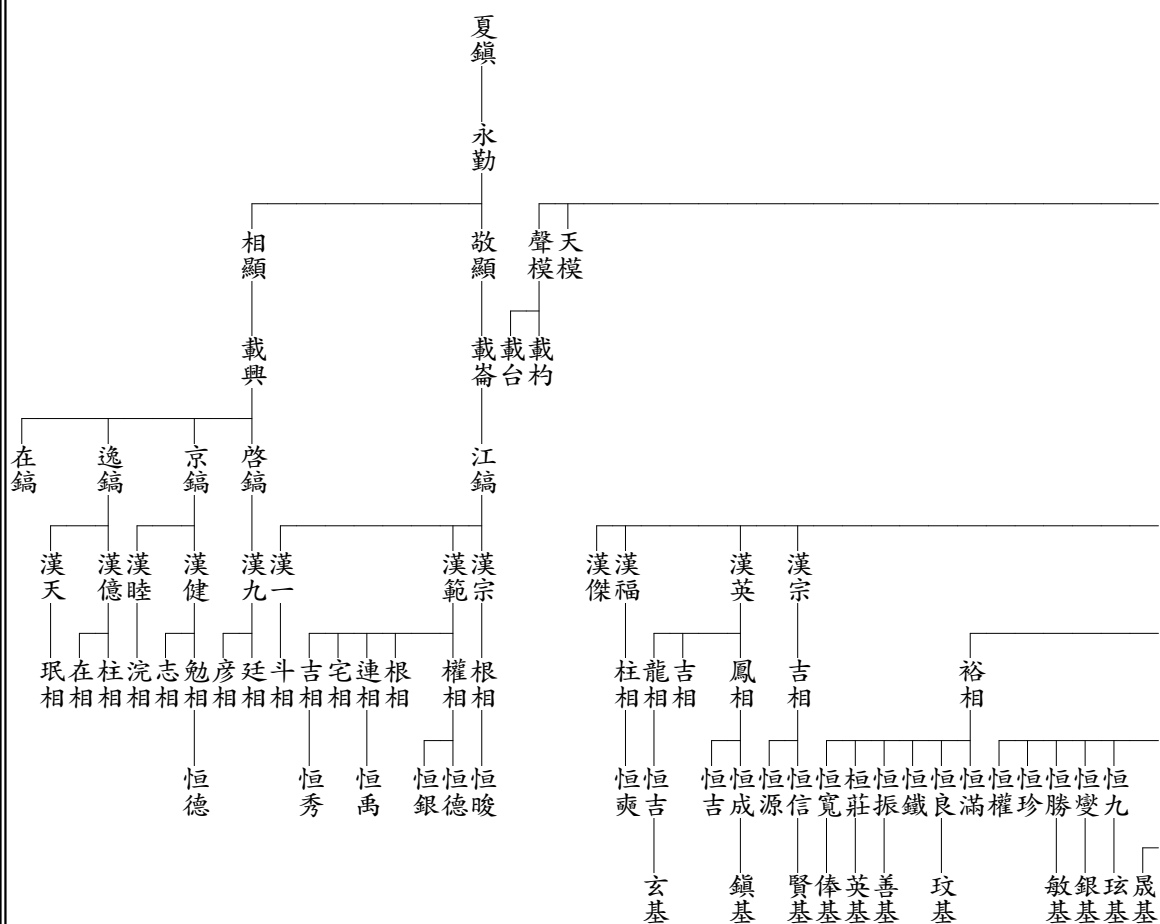 夏鎭
永勤
相顯
敬顯
聲模
天模
載興
載崙
載台
載杓
在鎬
逸鎬
京鎬
啓鎬
江鎬
漢天
漢億
漢睦
漢健
漢九
漢一
漢範
漢宗
漢傑
漢福
漢英
漢宗
珉相
在相
柱相
浣相
志相
勉相
彦相
廷相
斗相
吉相
宅相
連相
根相
權相
根相
柱相
龍相
吉相
鳳相
吉相
裕相
恒德
恒秀
恒禹
恒銀
恒德
恒晙
恒奭
恒吉
恒吉
恒成
恒源
恒信
恒寬
桓莊
恒振
恒鐵
恒良
恒滿
恒權
恒珍
恒勝
恒燮
恒九
玄基
鎭基
賢基
俸基
英基
善基
玟基
敏基
銀基
玹基
晟基